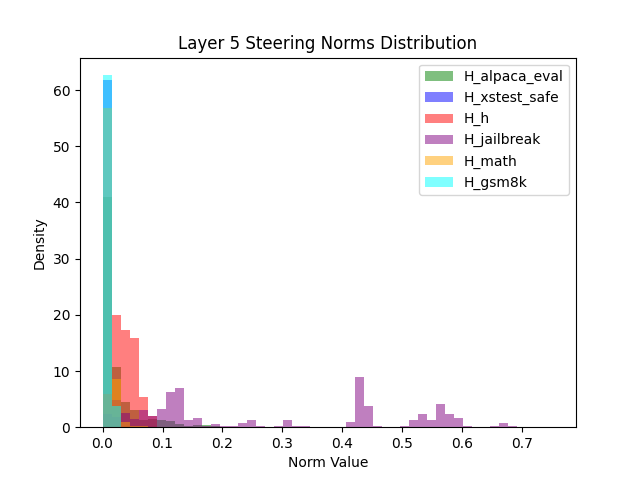 Layer 5 Steering Norms Distribution
H_alpaca_eval
H_xstest_safe
H_h
H_jailbreak
H_math
H_gsm8k
60
50
40
30
20
10
0
Density
0.0 0.1 0.2 0.3 0.4 0.5 0.6 0.7
Norm Value